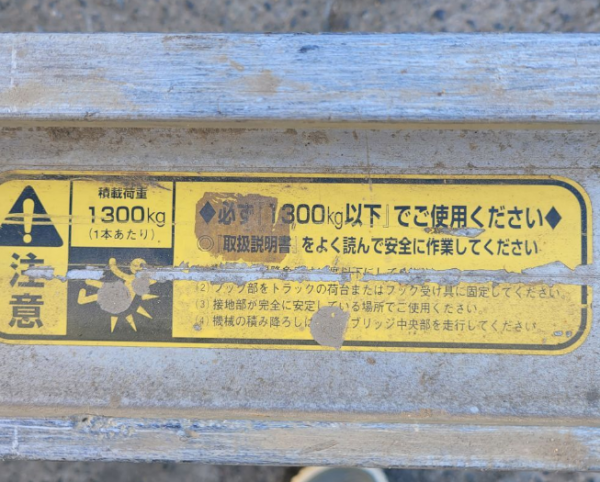 注意
積載荷重
1300kg
(1本あたり)
◆必ず『1300kg以下』でご使用ください◆
◎『取扱説明書』をよく読んで安全に作業してください
(2) フック部をトラックの荷台またはフック受け具に固定してください
(3) 接地部が完全に安定している場所でご使用ください
(4) 機械の積み降ろしは ブリッジ中央部を走行してください